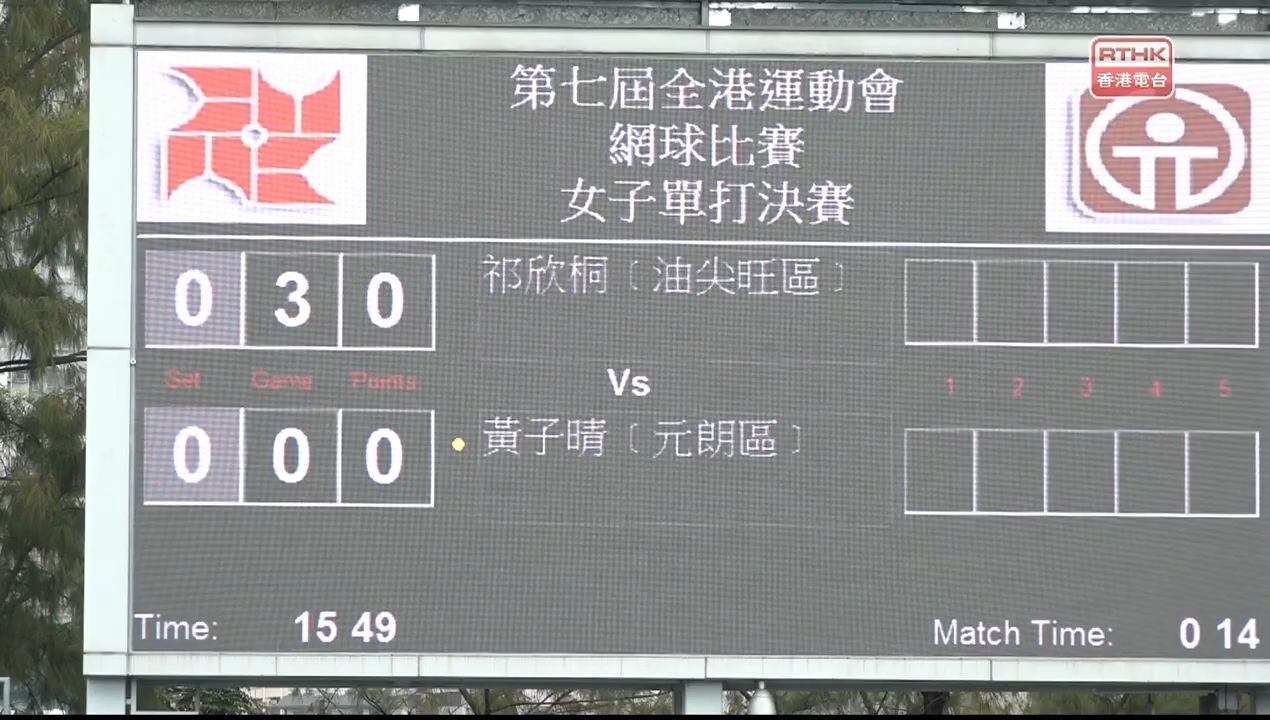 RTHK
香港電台
第七屆全港運動會
網球比賽
女子單打決賽
0 3 0 祁欣桐﹝油尖旺區﹞
Set Game Points Vs 1 2 3 4 5
0 0 0 黃子晴﹝元朗區﹞
Time: 15 49 Match Time: 0 14